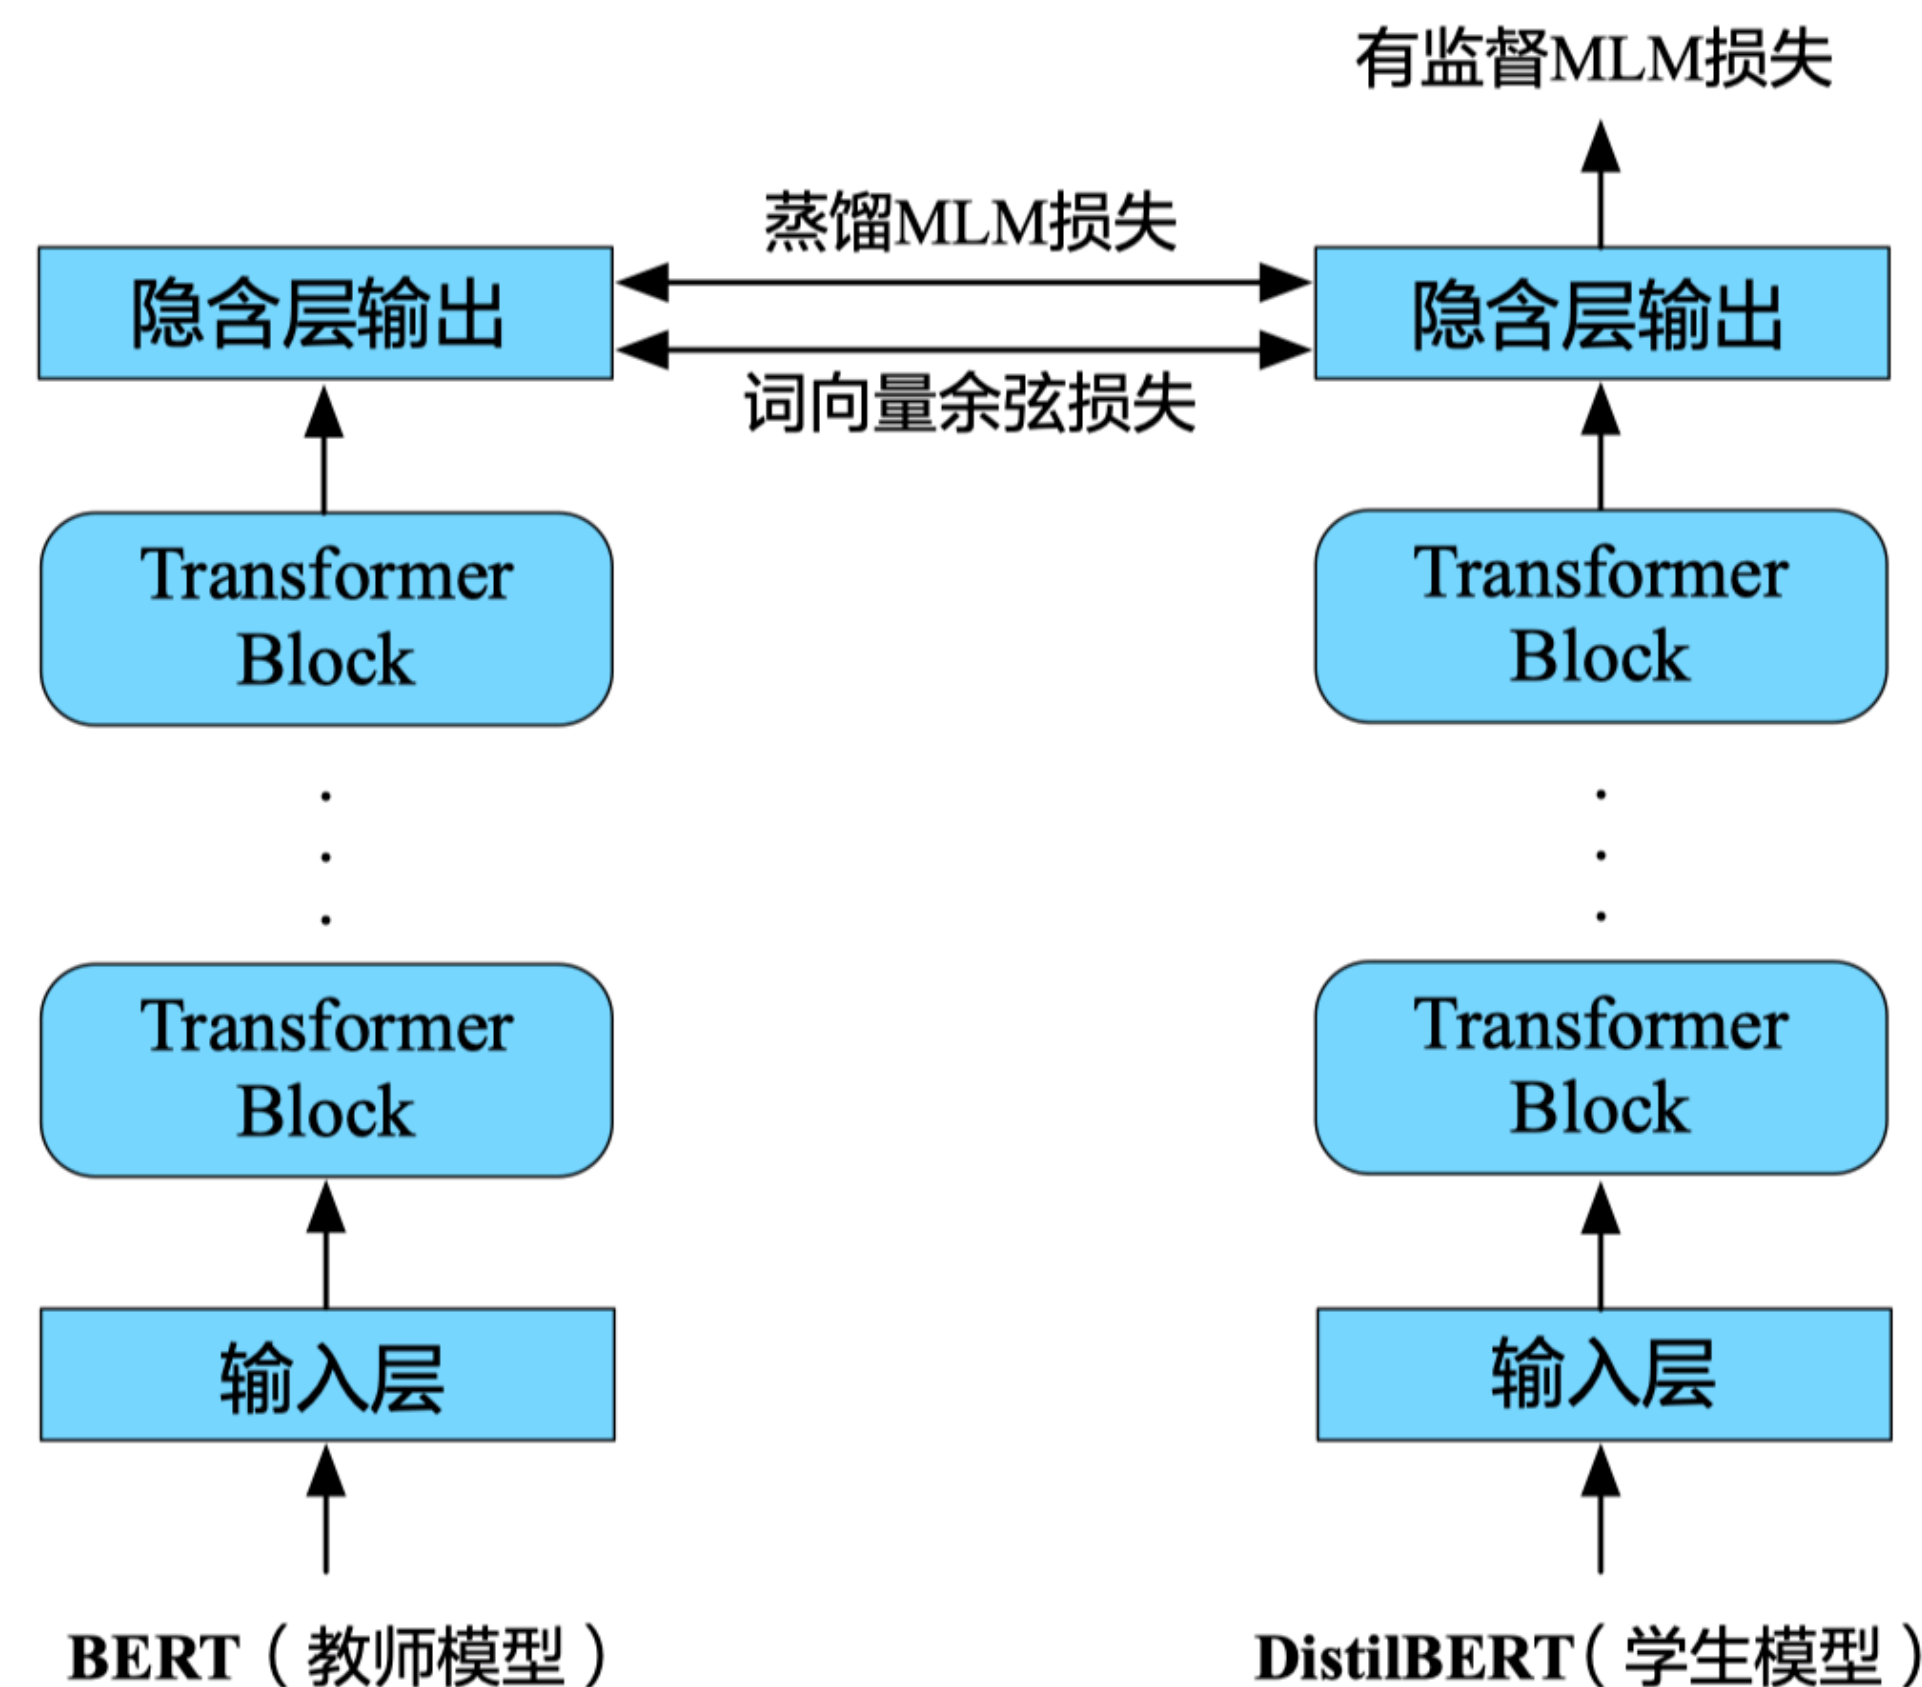 有监督MLM损失
蒸馏MLM损失
隐含层输出
隐含层输出
词向量余弦损失
Transformer
Block
Transformer
Block
.
.
.
.
.
.
Transformer
Block
Transformer
Block
输入层
输入层
BERT（教师模型）
DistilBERT（学生模型）